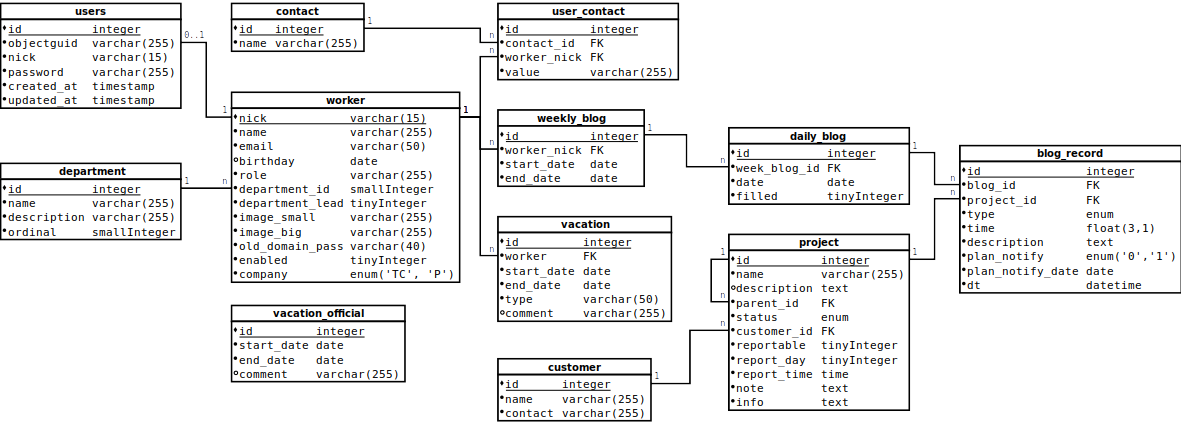 users
id integer
objectguid varchar(255)
nick varchar(15)
password varchar(255)
created_at timestamp
updated_at timestamp
0..1
1
contact
id integer
name varchar(255)
1
n
user_contact
id integer
contact_id FK
worker_nick FK
value varchar(255)
n
worker
nick varchar(15)
name varchar(255)
email varchar(50)
birthday date
role varchar(255)
department_id smallInteger
department_lead tinyInteger
image_small varchar(255)
image_big varchar(255)
old_domain_pass varchar(40)
enabled tinyInteger
company enum('TC', 'P')
1
department
id integer
name varchar(255)
description varchar(255)
ordinal smallInteger
1
n
weekly_blog
id integer
worker_nick FK
start_date date
end_date date
n
1
daily_blog
id integer
week_blog_id FK
date date
filled tinyInteger
n
1
blog_record
id integer
blog_id FK
project_id FK
type enum
time float(3,1)
description text
plan_notify enum('0','1')
plan_notify_date date
dt datetime
n
n
vacation
id integer
worker FK
start_date date
end_date date
type varchar(50)
comment varchar(255)
n
project
id integer
name varchar(255)
description text
parent_id FK
status enum
customer_id FK
reportable tinyInteger
report_day tinyInteger
report_time time
note text
info text
1
1
n
n
vacation_official
id integer
start_date date
end_date date
comment varchar(255)
customer
id integer
name varchar(255)
contact varchar(255)
1